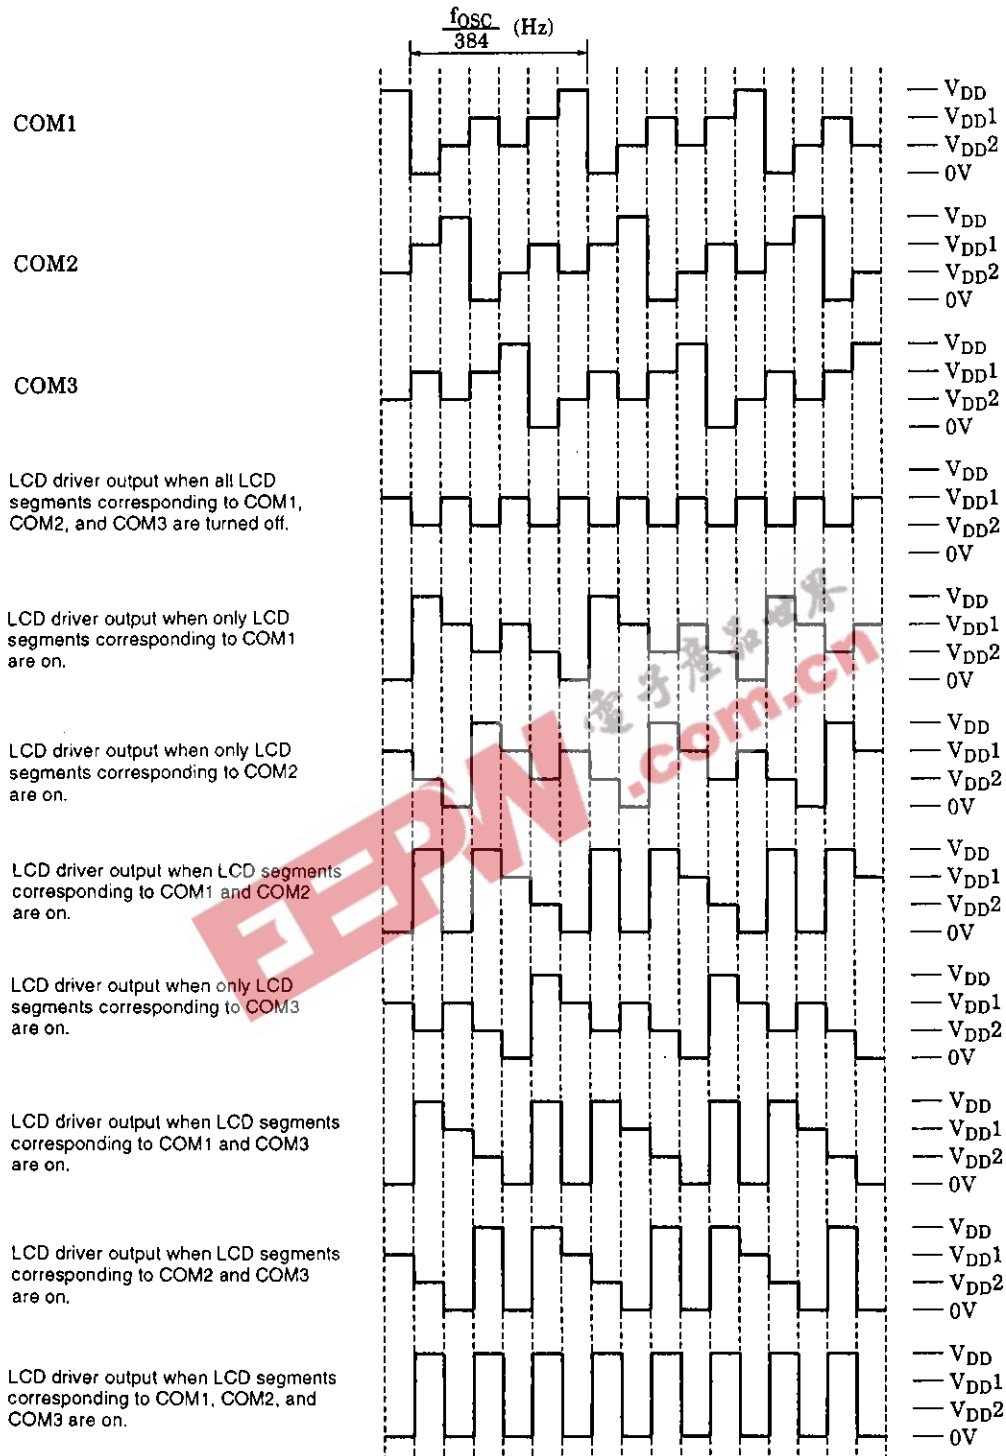 fOSC
384 (Hz)
COM1
VDD
VDD1
VDD2
0V
COM2
VDD
VDD1
VDD2
0V
COM3
VDD
VDD1
VDD2
0V
LCD driver output when all LCD
segments corresponding to COM1,
COM2, and COM3 are turned off.
VDD
VDD1
VDD2
0V
LCD driver output when only LCD
segments corresponding to COM1
are on.
VDD
VDD1
VDD2
0V
電子產品世界
EEPW.com.cn
LCD driver output when only LCD
segments corresponding to COM2
are on.
VDD
VDD1
VDD2
0V
LCD driver output when LCD segments
corresponding to COM1 and COM2
are on.
VDD
VDD1
VDD2
0V
LCD driver output when only LCD
segments corresponding to COM3
are on.
VDD
VDD1
VDD2
0V
LCD driver output when LCD segments
corresponding to COM1 and COM3
are on.
VDD
VDD1
VDD2
0V
LCD driver output when LCD segments
corresponding to COM2 and COM3
are on.
VDD
VDD1
VDD2
0V
LCD driver output when LCD segments
corresponding to COM1, COM2, and
COM3 are on.
VDD
VDD1
VDD2
0V